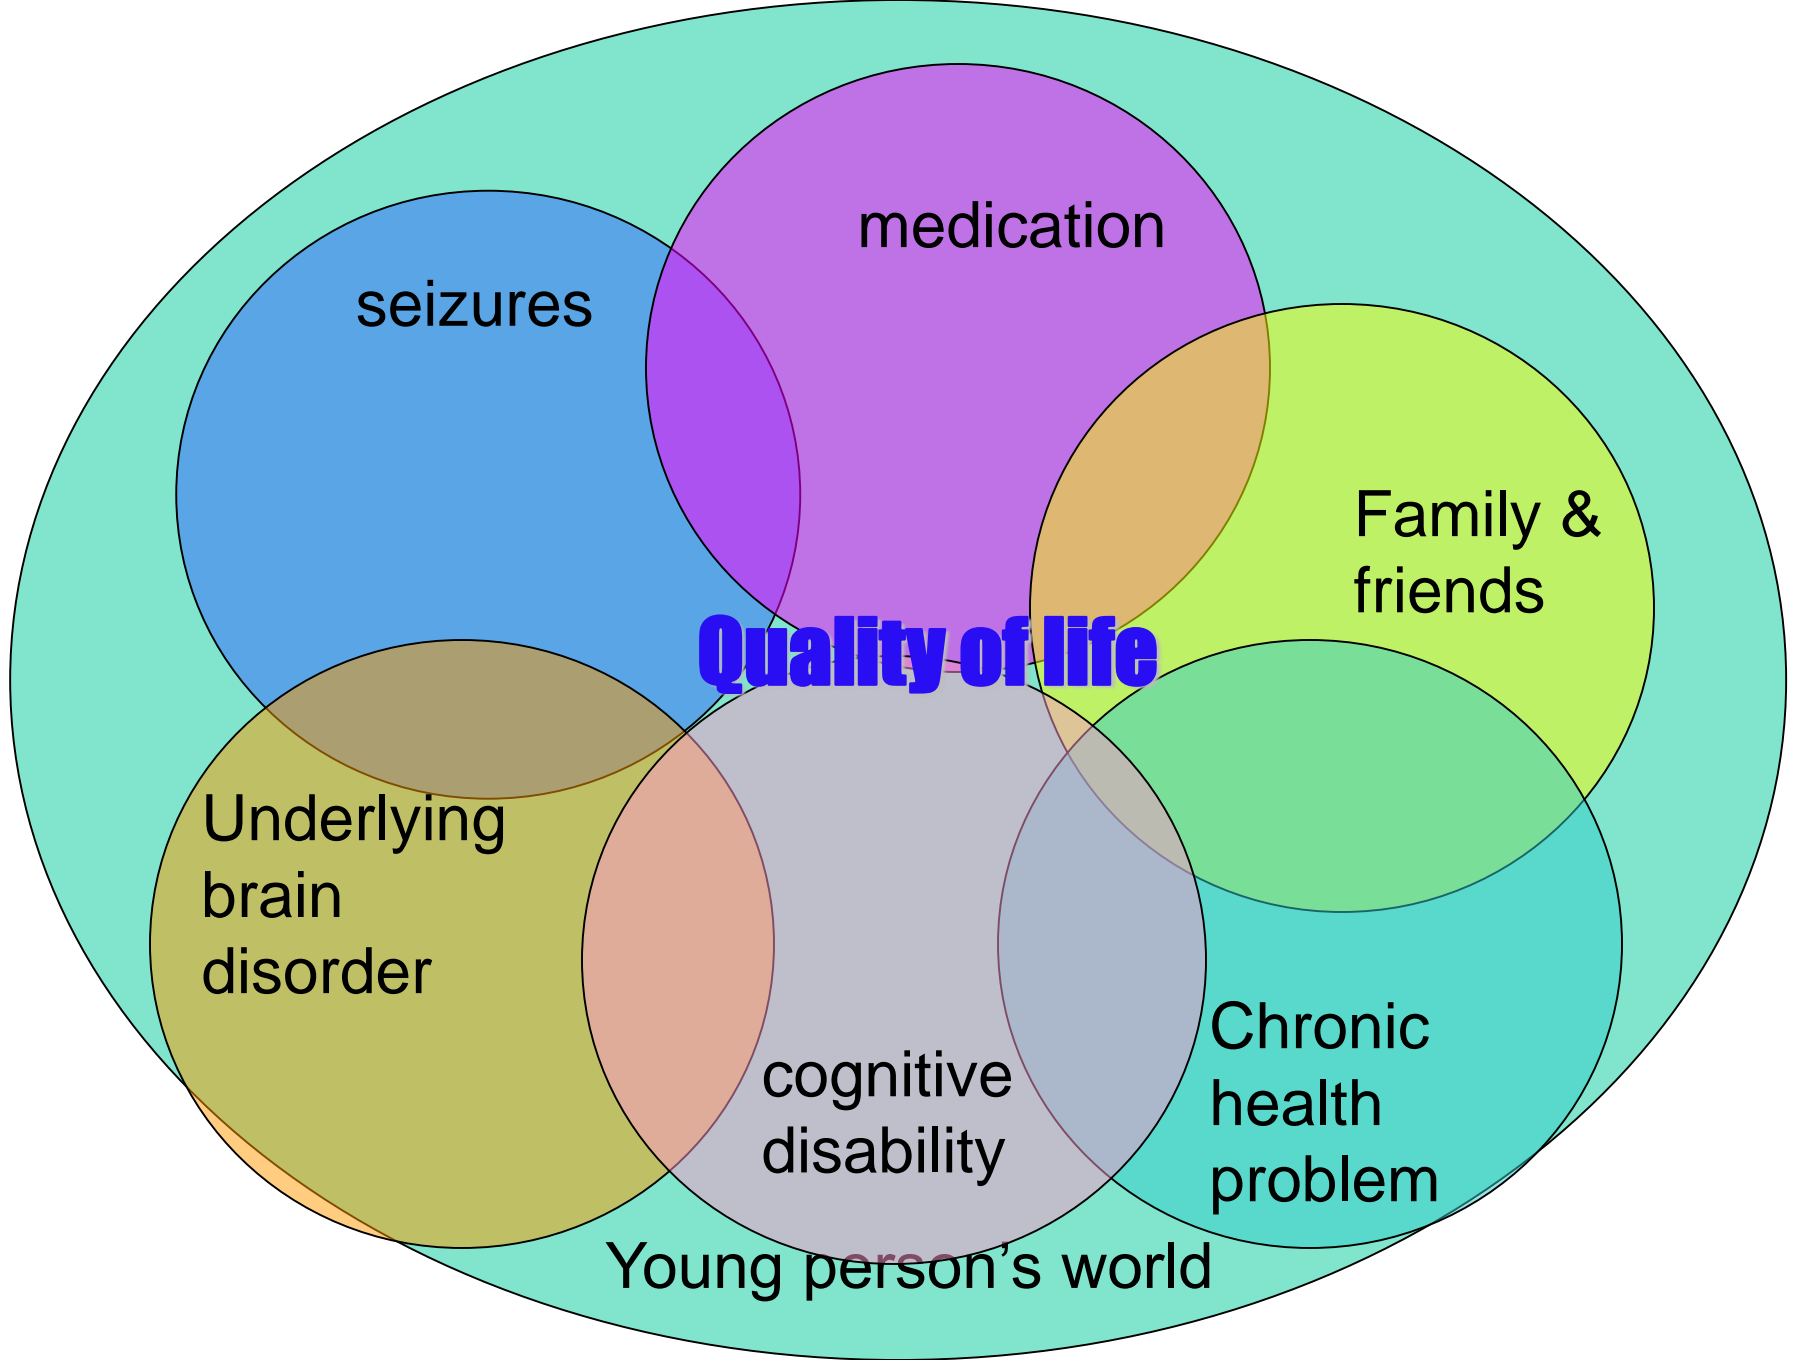 medication
seizures
Family &
friends
Quality of life
Underlying
brain
disorder
cognitive
disability
Chronic
health
problem
Young person’s world